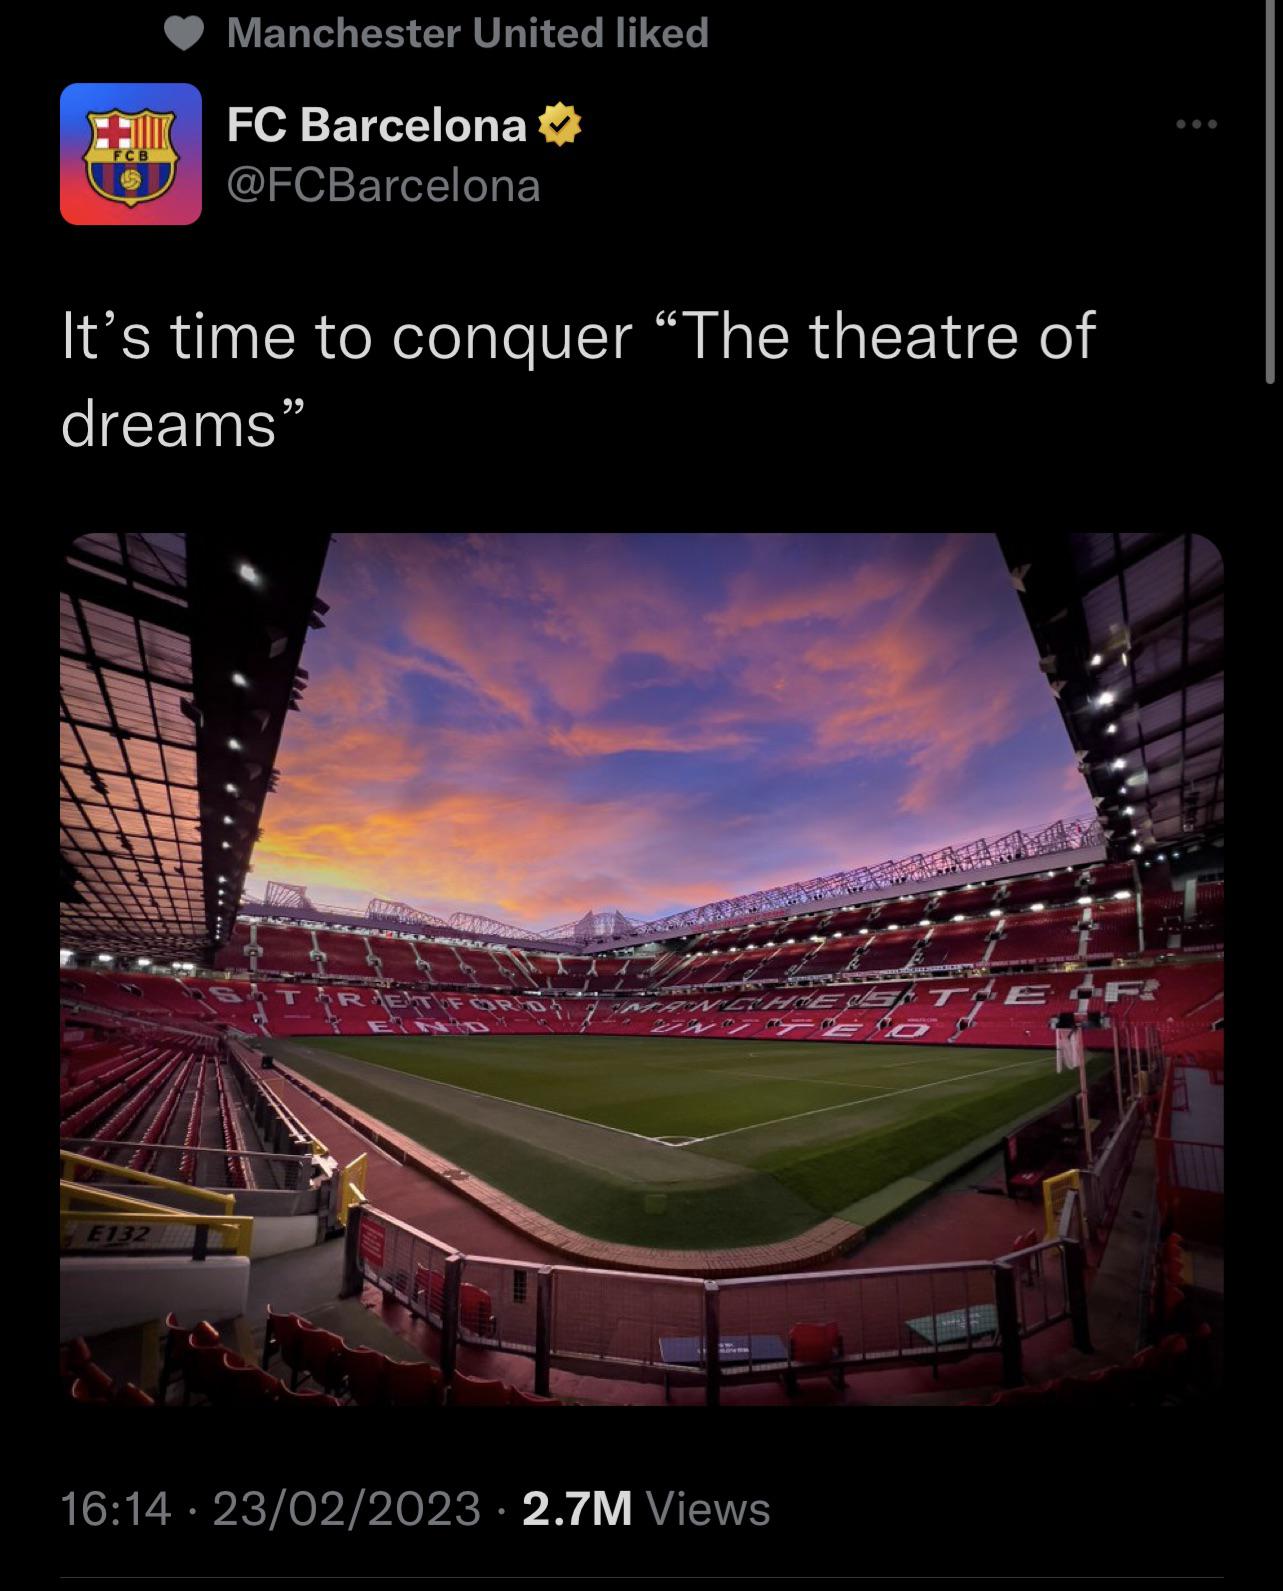 Manchester United liked
FC Barcelona
@FCBarcelona
FCB
It’s time to conquer “The theatre of
dreams”
STRETFORD MANCHESTER
END UNITED
E132
16:14 · 23/02/2023 · 2.7M Views